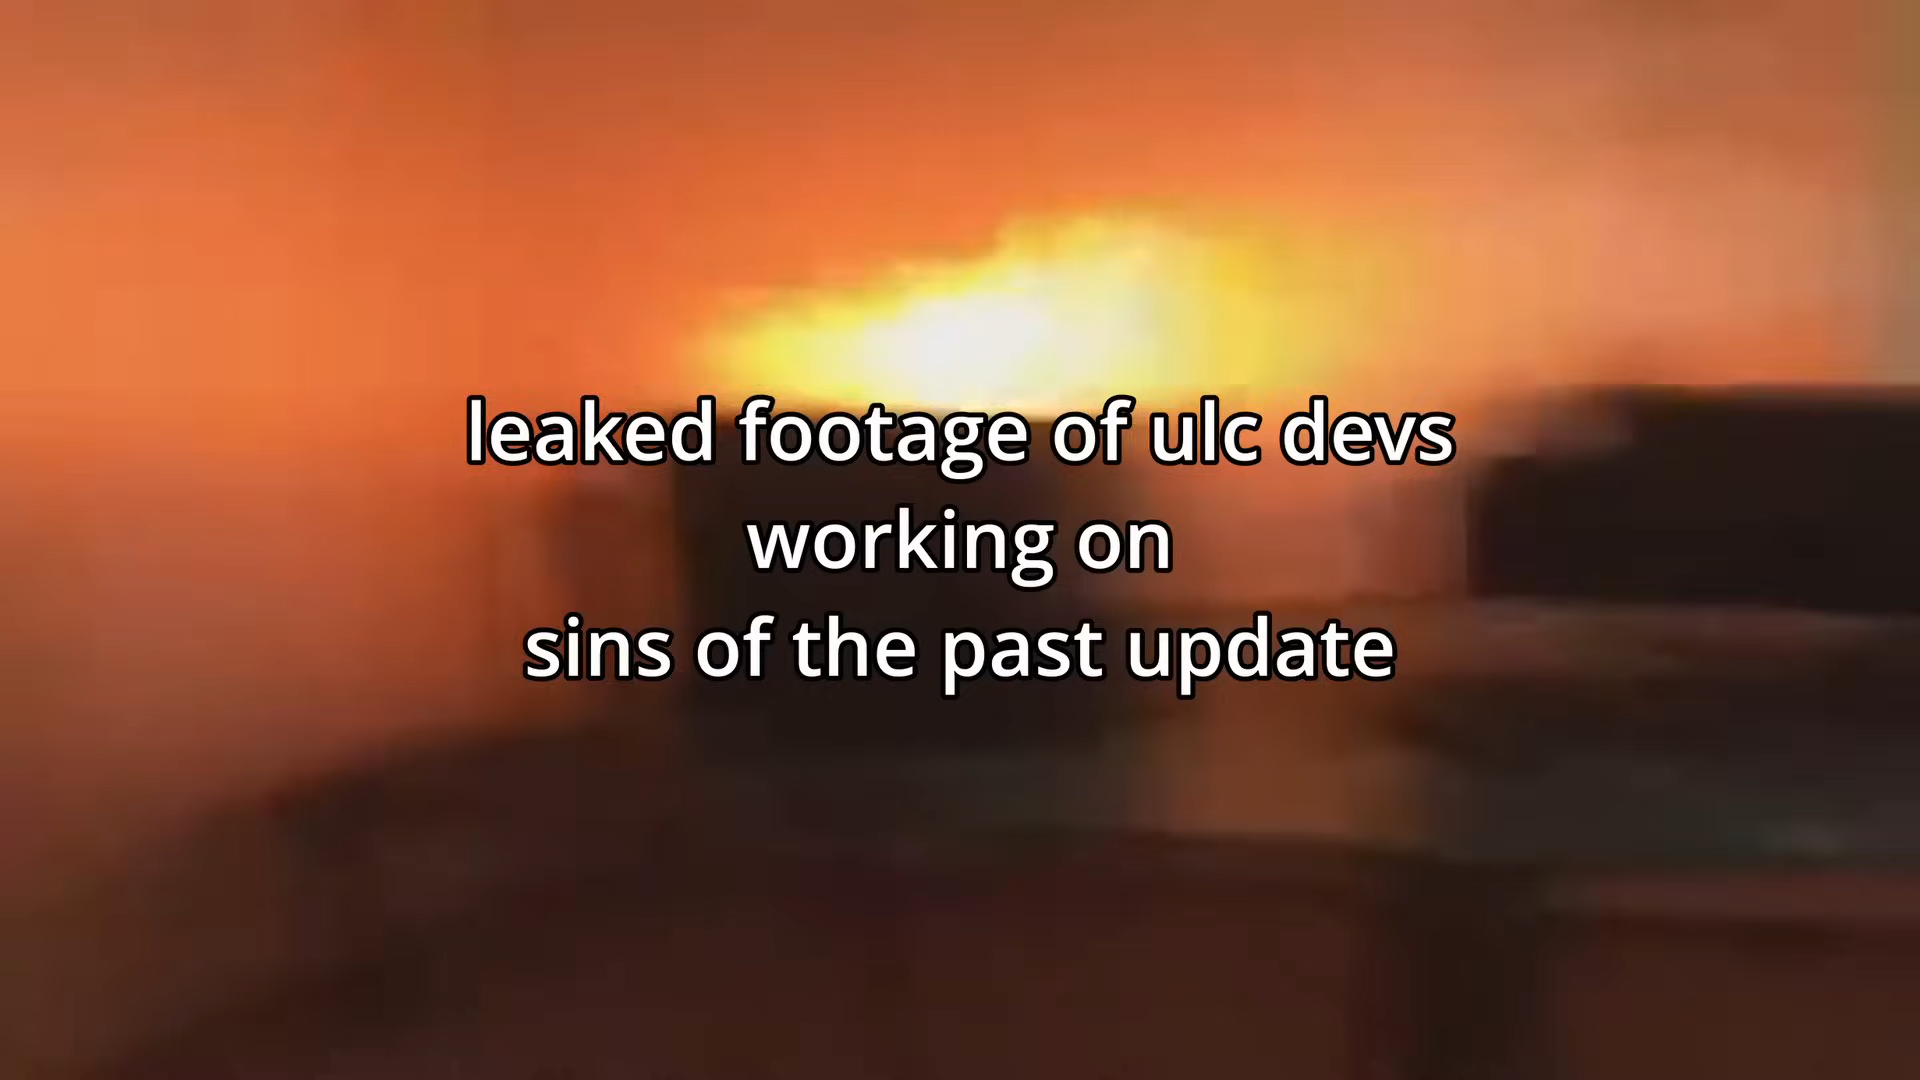 leaked footage of ulc devs
working on
sins of the past update